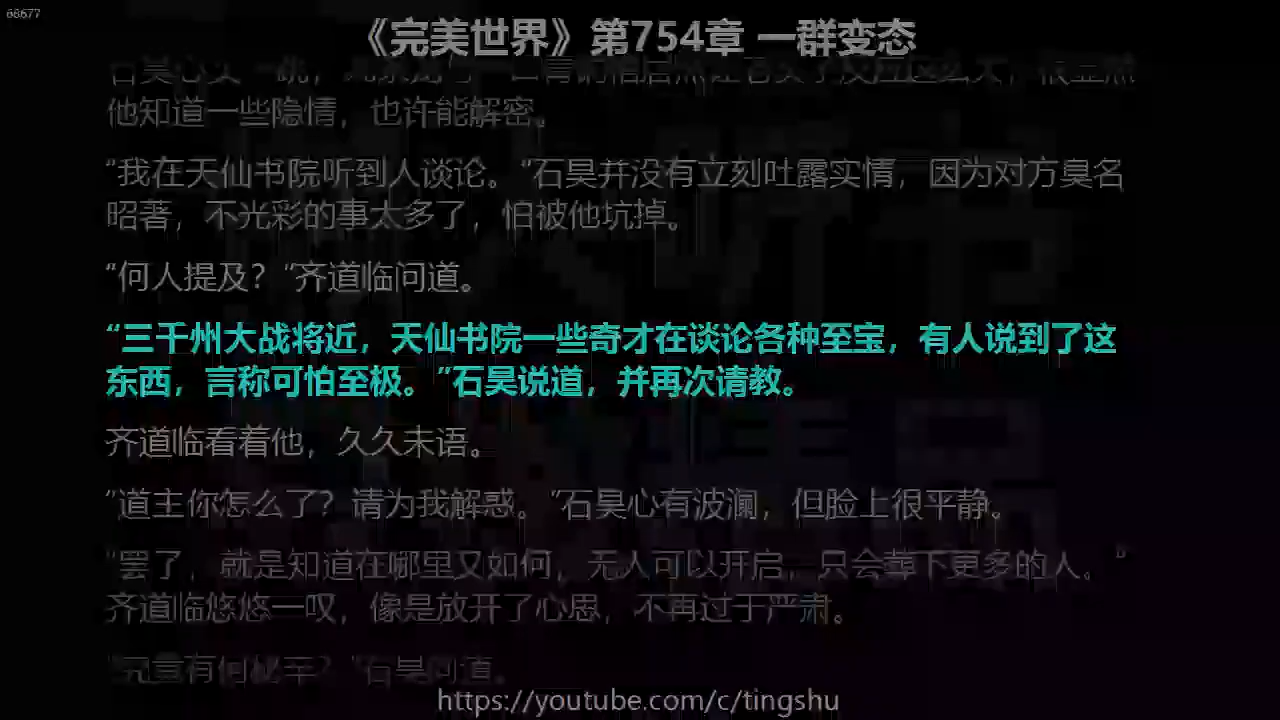 68677
《完美世界》第754章 一群变态
他知道一些隐情，也许能解密。
“我在天仙书院听到人谈论。“石昊并没有立刻吐露实情，因为对方臭名
昭著，不光彩的事太多了，怕被他坑掉。
“何人提及？“齐道临问道。
“三千州大战将近，天仙书院一些奇才在谈论各种至宝，有人说到了这
东西，言称可怕至极。”石昊说道，并再次请教。
齐道临看着他，久久未语。
“道主你怎么了？请为我解惑。“石昊心有波澜，但脸上很平静。
“罢了，就是知道在哪里又如何，无人可以开启，只会葬下更多的人。”
齐道临悠悠一叹，像是放开了心思，不再过于严肃。
“究竟有何秘辛？“石昊问道。
https://youtube.com/c/tingshu